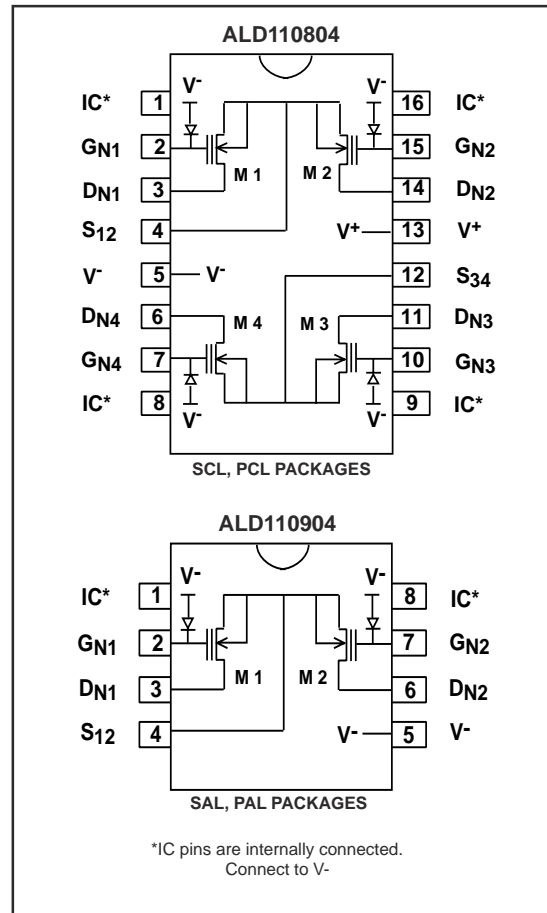 ALD110804
IC* 1 V- V- 16 IC*
GN1 2 15 GN2
DN1 3 M 1 M 2 14 DN2
S12 4 V+ 13 V+
V- 5 V- 12 S34
DN4 6 M 4 M 3 11 DN3
GN4 7 10 GN3
IC* 8 V- V- 9 IC*
SCL, PCL PACKAGES
ALD110904
IC* 1 V- V- 8 IC*
GN1 2 7 GN2
DN1 3 M 1 M 2 6 DN2
S12 4 V- 5 V-
SAL, PAL PACKAGES
*IC pins are internally connected.
Connect to V-